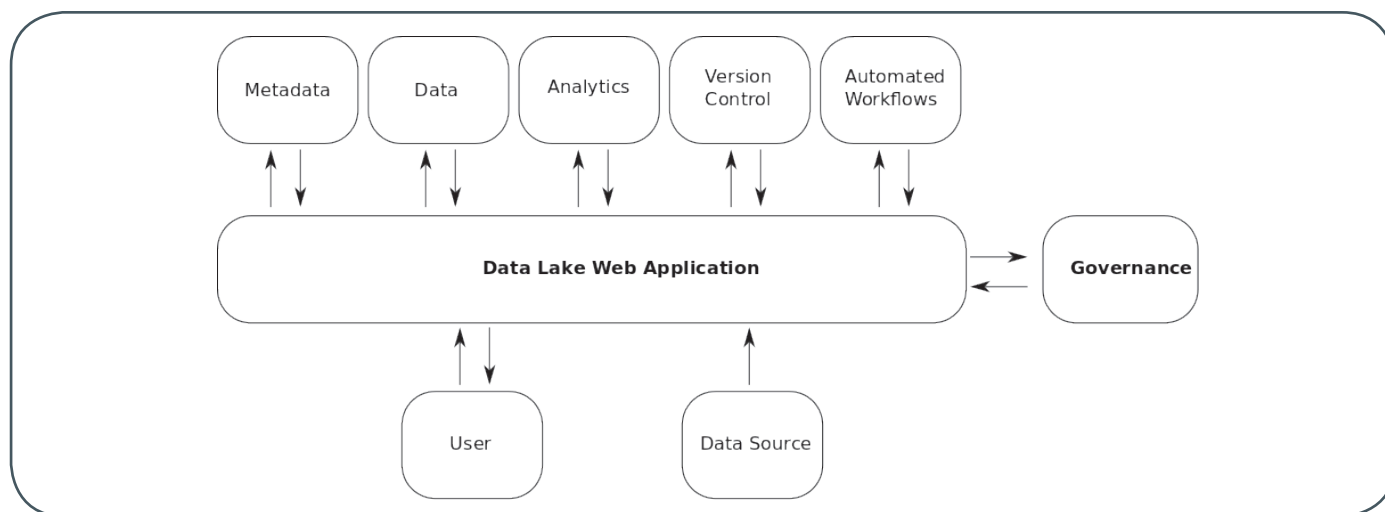 Metadata
Data
Analytics
Version
Control
Automated
Workflows
Data Lake Web Application
Governance
User
Data Source